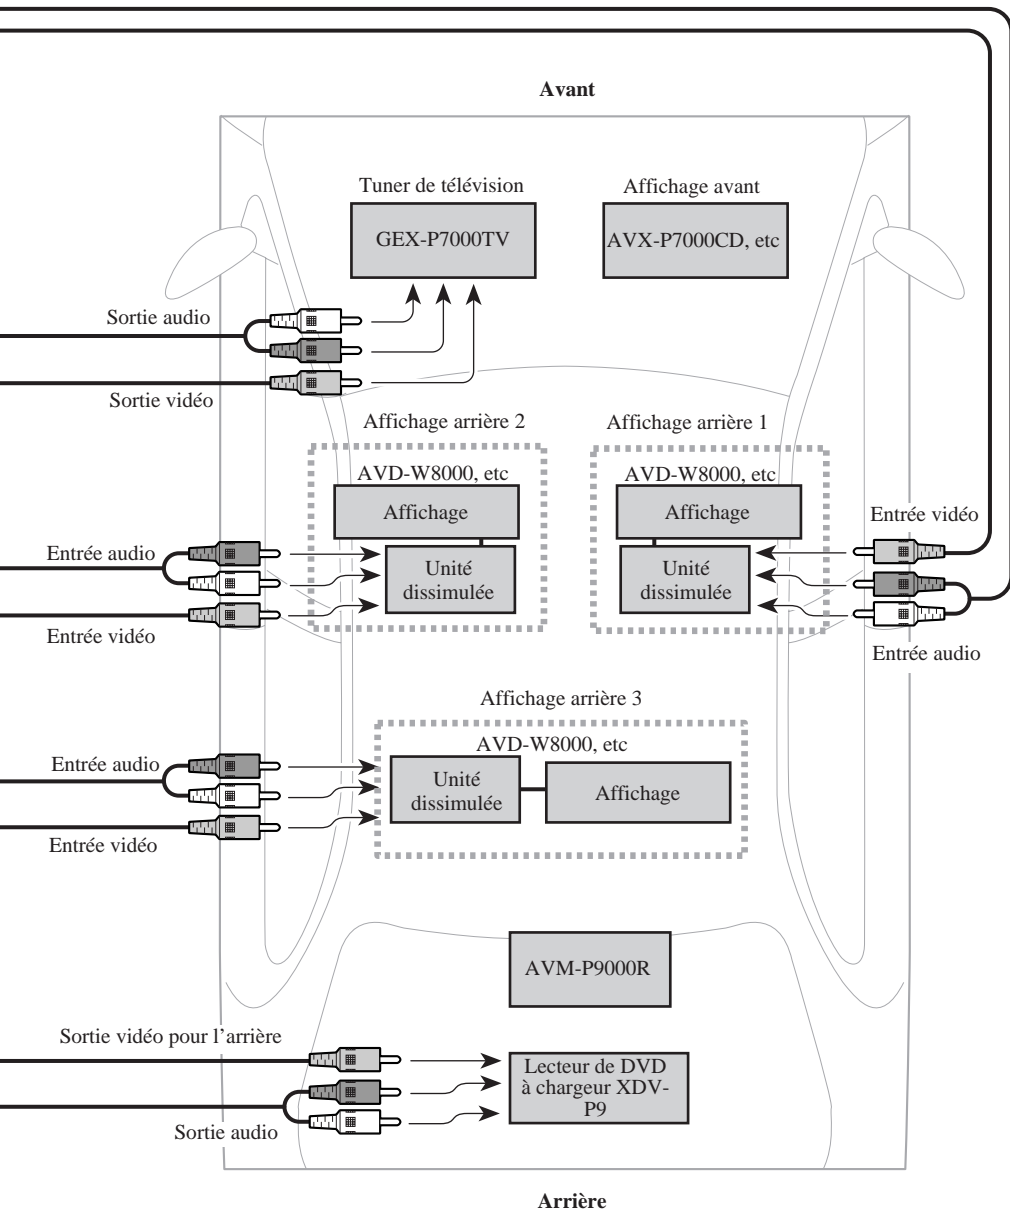 Avant
Tuner de télévision
GEX-P7000TV
Affichage avant
AVX-P7000CD, etc
Sortie audio
Sortie vidéo
Affichage arrière 2
AVD-W8000, etc
Affichage
Unité
dissimulée
Affichage arrière 1
AVD-W8000, etc
Affichage
Unité
dissimulée
Entrée audio
Entrée vidéo
Entrée vidéo
Entrée audio
Affichage arrière 3
AVD-W8000, etc
Unité
dissimulée
Affichage
Entrée audio
Entrée vidéo
AVM-P9000R
Sortie vidéo pour l'arrière
Lecteur de DVD
à chargeur XDV-
P9
Sortie audio
Arrière